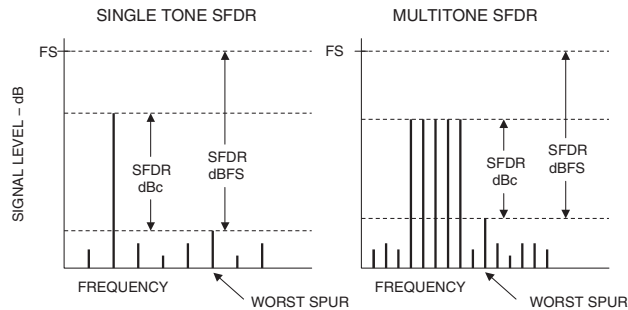 SINGLE TONE SFDR
FS
SIGNAL LEVEL – dB
SFDR
dBc
SFDR
dBFS
FREQUENCY
WORST SPUR
MULTITONE SFDR
FS
SFDR
dBc
SFDR
dBFS
FREQUENCY
WORST SPUR